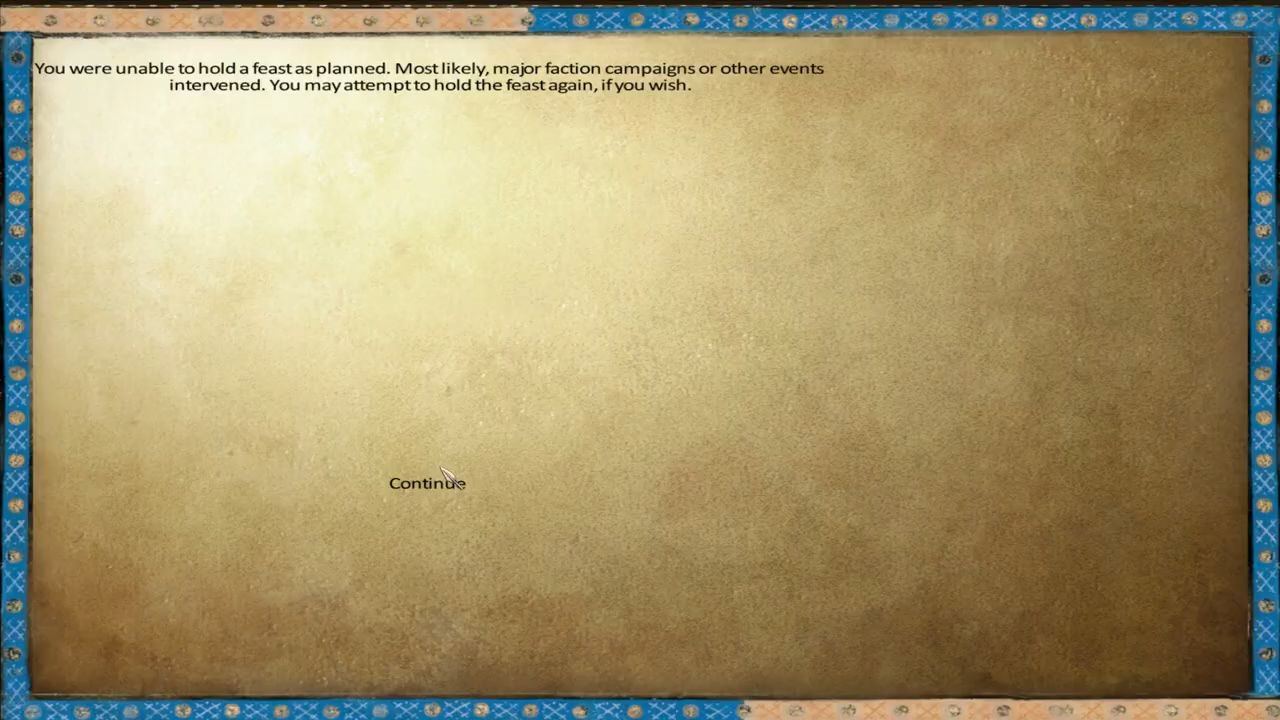 You were unable to hold a feast as planned. Most likely, major faction campaigns or other events
intervened. You may attempt to hold the feast again, if you wish.
Continue